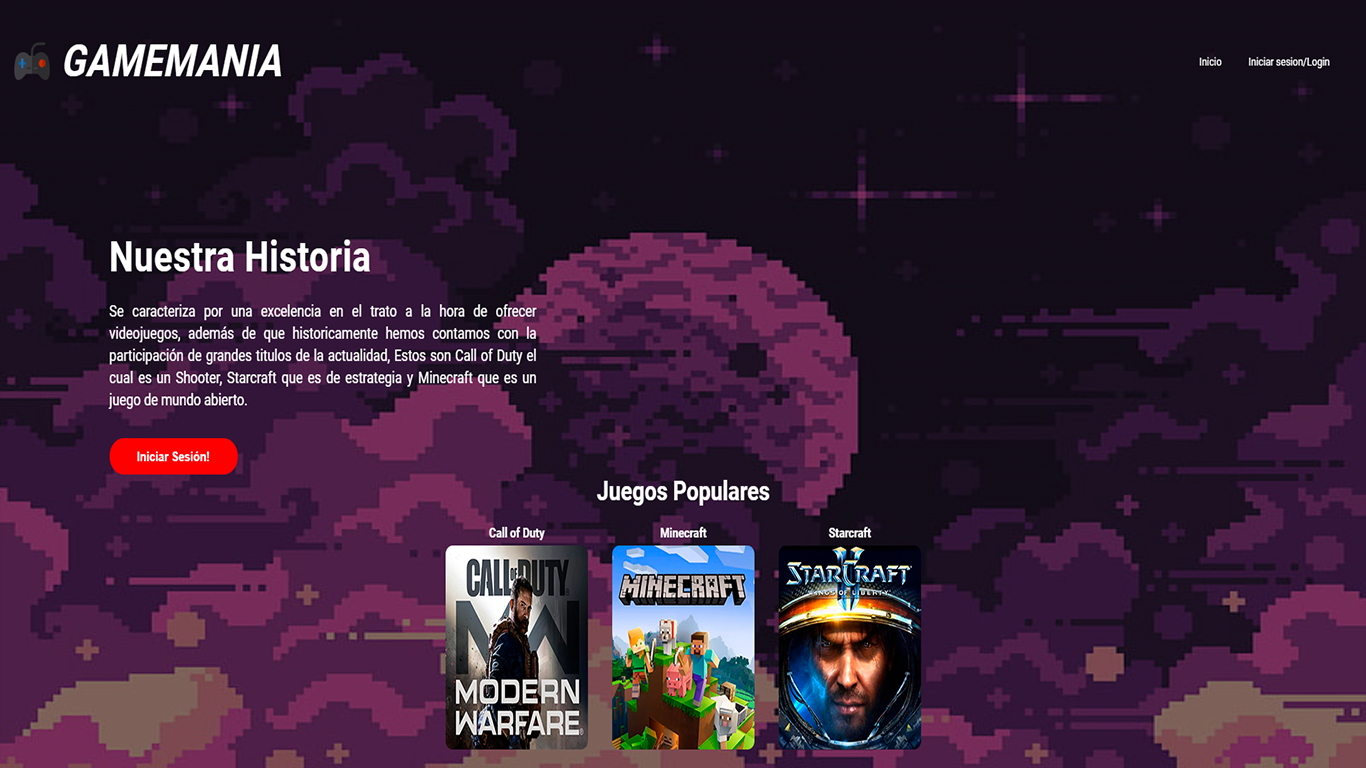 GAMEMANIA
Inicio
Iniciar sesion/Login
Nuestra Historia
Se caracteriza por una excelencia en el trato a la hora de ofrecer
videojuegos, además de que historicamente hemos contamos con la
participación de grandes titulos de la actualidad, Estos son Call of Duty el
cual es un Shooter, Starcraft que es de estrategia y Minecraft que es un
juego de mundo abierto.
Iniciar Sesión!
Juegos Populares
Call of Duty
Minecraft
Starcraft
CALL OF DUTY
MW
MODERN
WARFARE
MINECRAFT
STARCRAFT
II
WINGS OF LIBERTY